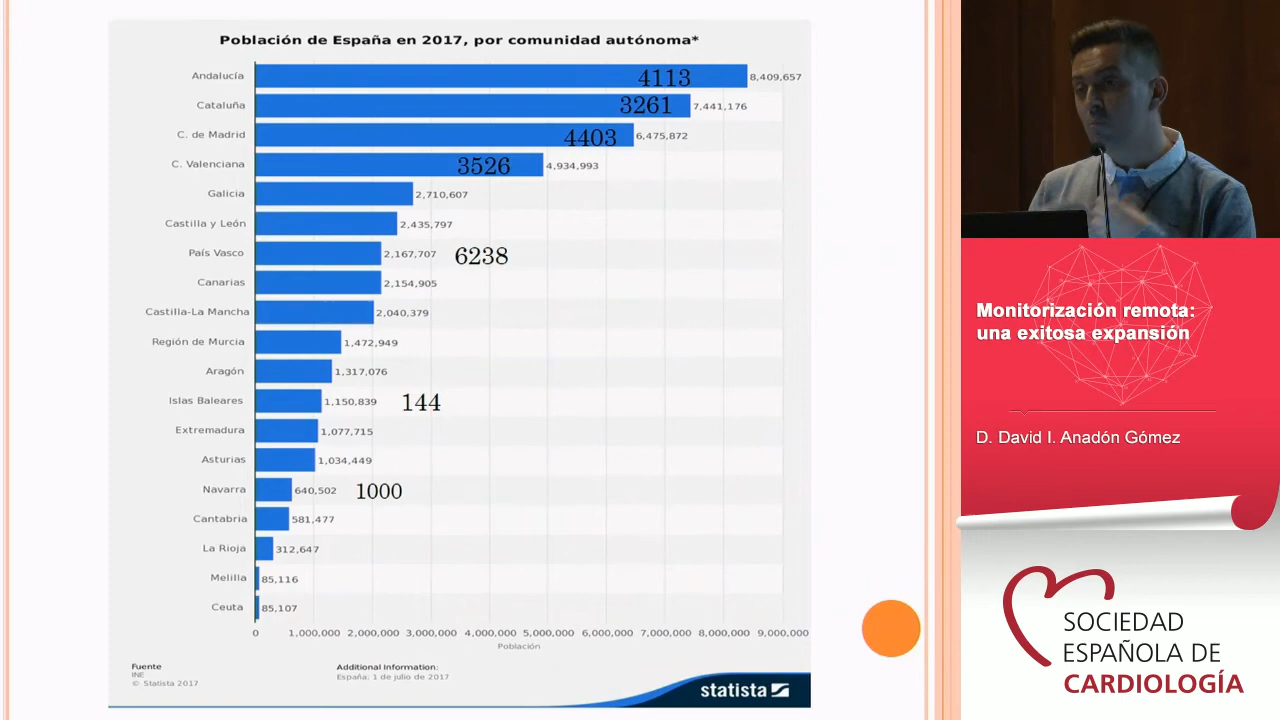 Población de España en 2017, por comunidad autónoma*
Andalucía 4113 8,409,657
Cataluña 3261 7,441,176
C. de Madrid 4403 6,475,872
C. Valenciana 3526 4,934,993
Galicia 2,710,607
Castilla y León 2,435,797
País Vasco 2,167,707 6238
Canarias 2,154,905
Castilla-La Mancha 2,040,379
Región de Murcia 1,472,949
Aragón 1,317,076
Islas Baleares 1,150,839 144
Extremadura 1,077,715
Asturias 1,034,449
Navarra 640,502 1000
Cantabria 581,477
La Rioja 312,647
Melilla 85,116
Ceuta 85,107
0 1,000,000 2,000,000 3,000,000 4,000,000 5,000,000 6,000,000 7,000,000 8,000,000 9,000,000
Población
Fuente
INE
© Statista 2017
Additional Information:
España; 1 de julio de 2017
statista
Monitorización remota:
una exitosa expansión
D. David I. Anadón Gómez
SOCIEDAD
ESPAÑOLA DE
CARDIOLOGÍA